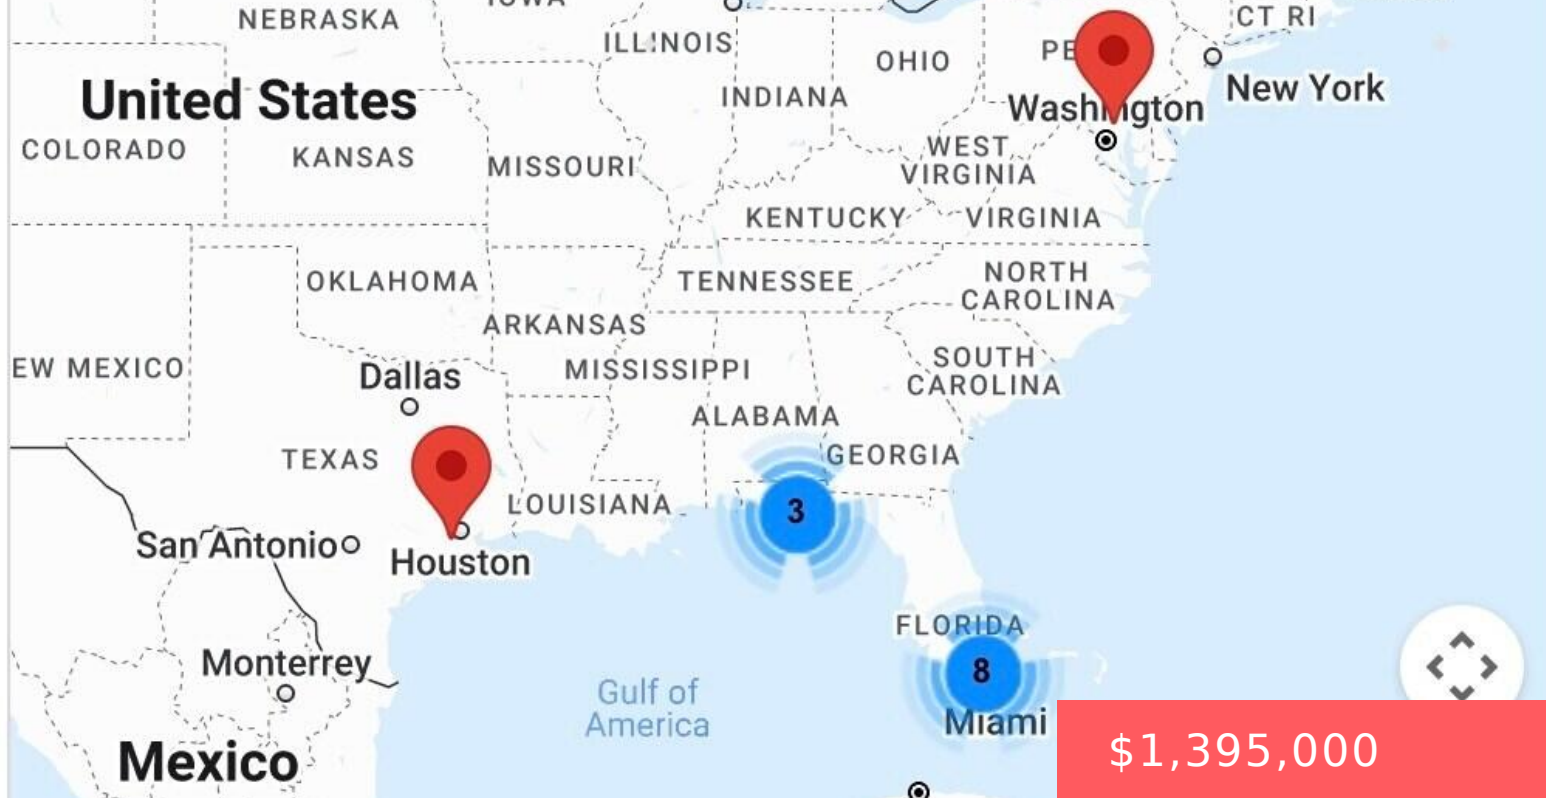 IOWA
CT RI
NEBRASKA
ILLINOIS
OHIO
PE
United States
INDIANA
New York
Washington
COLORADO
KANSAS
MISSOURI
WEST
VIRGINIA
KENTUCKY
VIRGINIA
OKLAHOMA
TENNESSEE
NORTH
CAROLINA
ARKANSAS
EW MEXICO
Dallas
MISSISSIPPI
SOUTH
CAROLINA
ALABAMA
TEXAS
GEORGIA
LOUISIANA
3
San Antonio
Houston
FLORIDA
Monterrey
8
Gulf of
America
Miami
Mexico
$1,395,000